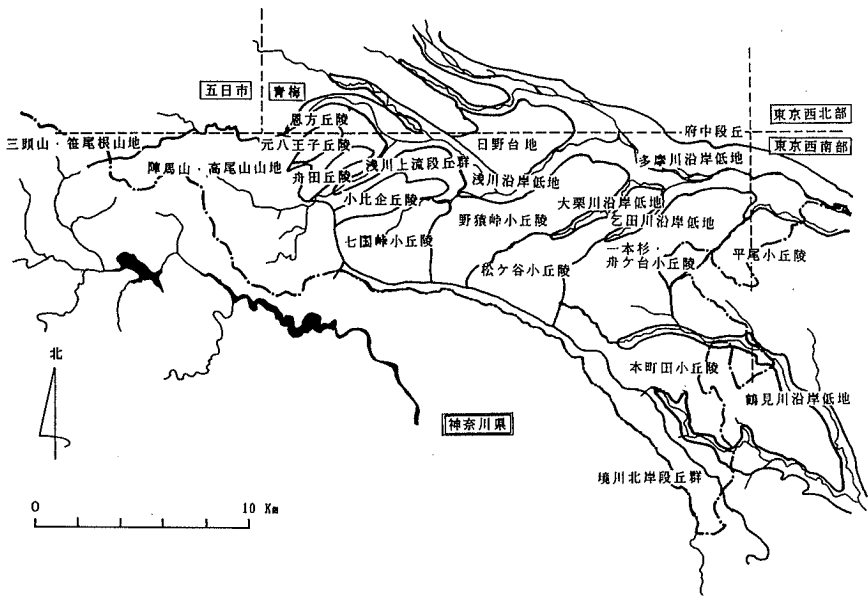 五日市
青梅
恩方丘陵
府中段丘
東京西北部
三頭山・笹尾根山地
元八王子丘陵
日野台地
東京西南部
陣馬山・高尾山山地
浅川上流段丘群
多摩川沿岸低地
舟田丘陵
浅川沿岸低地
小比企丘陵
大栗川沿岸低地
野猿峠小丘陵
乞田川沿岸低地
七国峠小丘陵
一本杉・
舟ケ台小丘陵
平尾小丘陵
松ケ谷小丘陵
北
本町田小丘陵
鶴見川沿岸低地
神奈川県
境川北岸段丘群
0 10 Km